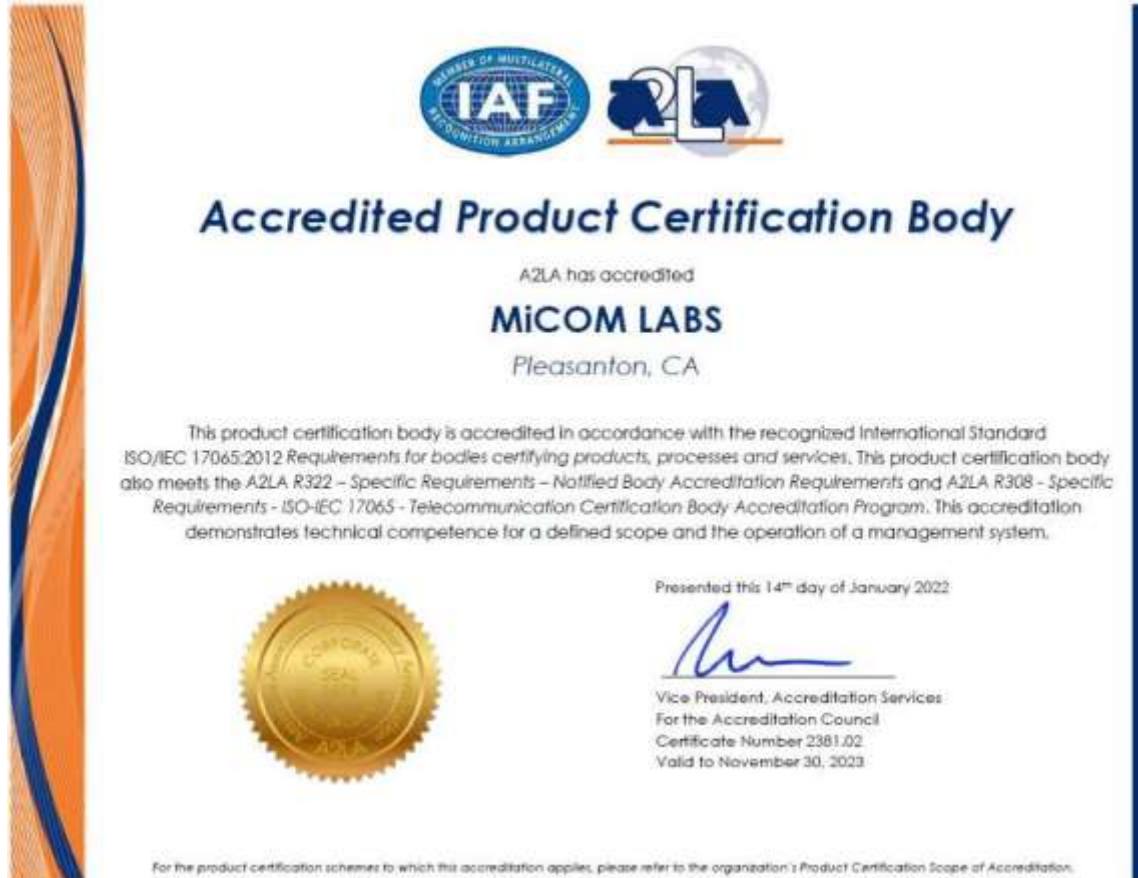 MEMBER OF MULTILATERAL
IAF
RECOGNITION ARRANGEMENT
A2LA
Accredited Product Certification Body
A2LA has accredited
MiCOM LABS
Pleasanton, CA
This product certification body is accredited in accordance with the recognized International Standard
ISO/IEC 17065:2012 Requirements for bodies certifying products, processes and services. This product certification body
also meets the A2LA R322 – Specific Requirements – Notified Body Accreditation Requirements and A2LA R308 - Specific
Requirements - ISO-IEC 17065 - Telecommunication Certification Body Accreditation Program. This accreditation
demonstrates technical competence for a defined scope and the operation of a management system.
CORPORATE
SEAL
A2LA
Presented this 14th day of January 2022
Vice President, Accreditation Services
For the Accreditation Council
Certificate Number 2381.02
Valid to November 30, 2023
For the product certification schemes to which this accreditation applies, please refer to the organization's Product Certification Scope of Accreditation.